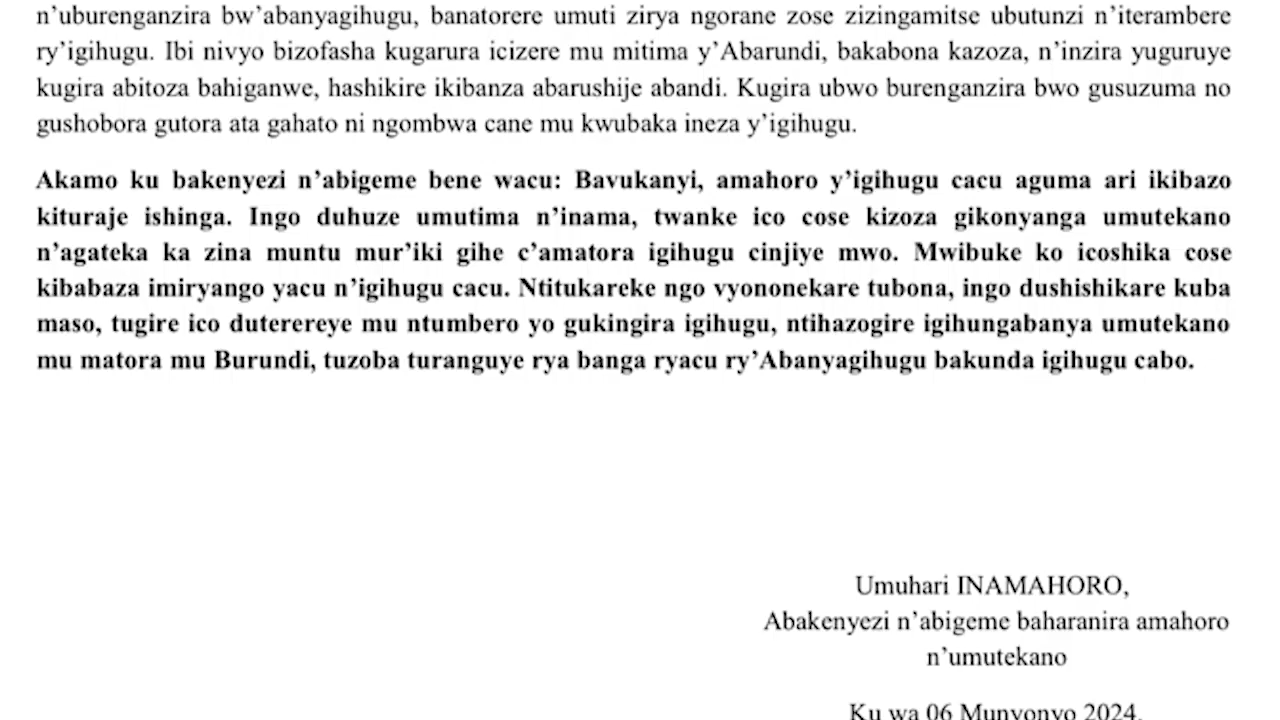 n’uburenganzira bw’abanyagihugu, banatorere umuti zirya ngorane zose zizingamitse ubutunzi n’iterambere
ry’igihugu. Ibi nivyo bizofasha kugarura icizere mu mitima y’Abarundi, bakabona kazoza, n’inzira yuguruye
kugira abitoza bahiganwe, hashikire ikibanza abarushije abandi. Kugira ubwo burenganzira bwo gusuzuma no
gushobora gutora ata gahato ni ngombwa cane mu kwubaka ineza y’igihugu.
Akamo ku bakenyezi n’abigeme bene wacu: Bavukanyi, amahoro y’igihugu cacu aguma ari ikibazo
kituraje ishinga. Ingo duhuze umutima n’inama, twanke ico cose kizoza gikonyanga umutekano
n’agateka ka zina muntu mur’iki gihe c’amatora igihugu cinjiye mwo. Mwibuke ko icoshika cose
kibabaza imiryango yacu n’igihugu cacu. Ntitukareke ngo vyononekare tubona, ingo dushishikare kuba
maso, tugire ico duterereye mu ntumbero yo gukingira igihugu, ntihazogire igihungabanya umutekano
mu matora mu Burundi, tuzoba turanguye rya banga ryacu ry’Abanyagihugu bakunda igihugu cabo.
Umuhari INAMAHORO,
Abakenyezi n’abigeme baharanira amahoro
n’umutekano
Ku wa 06 Munyonyo 2024.